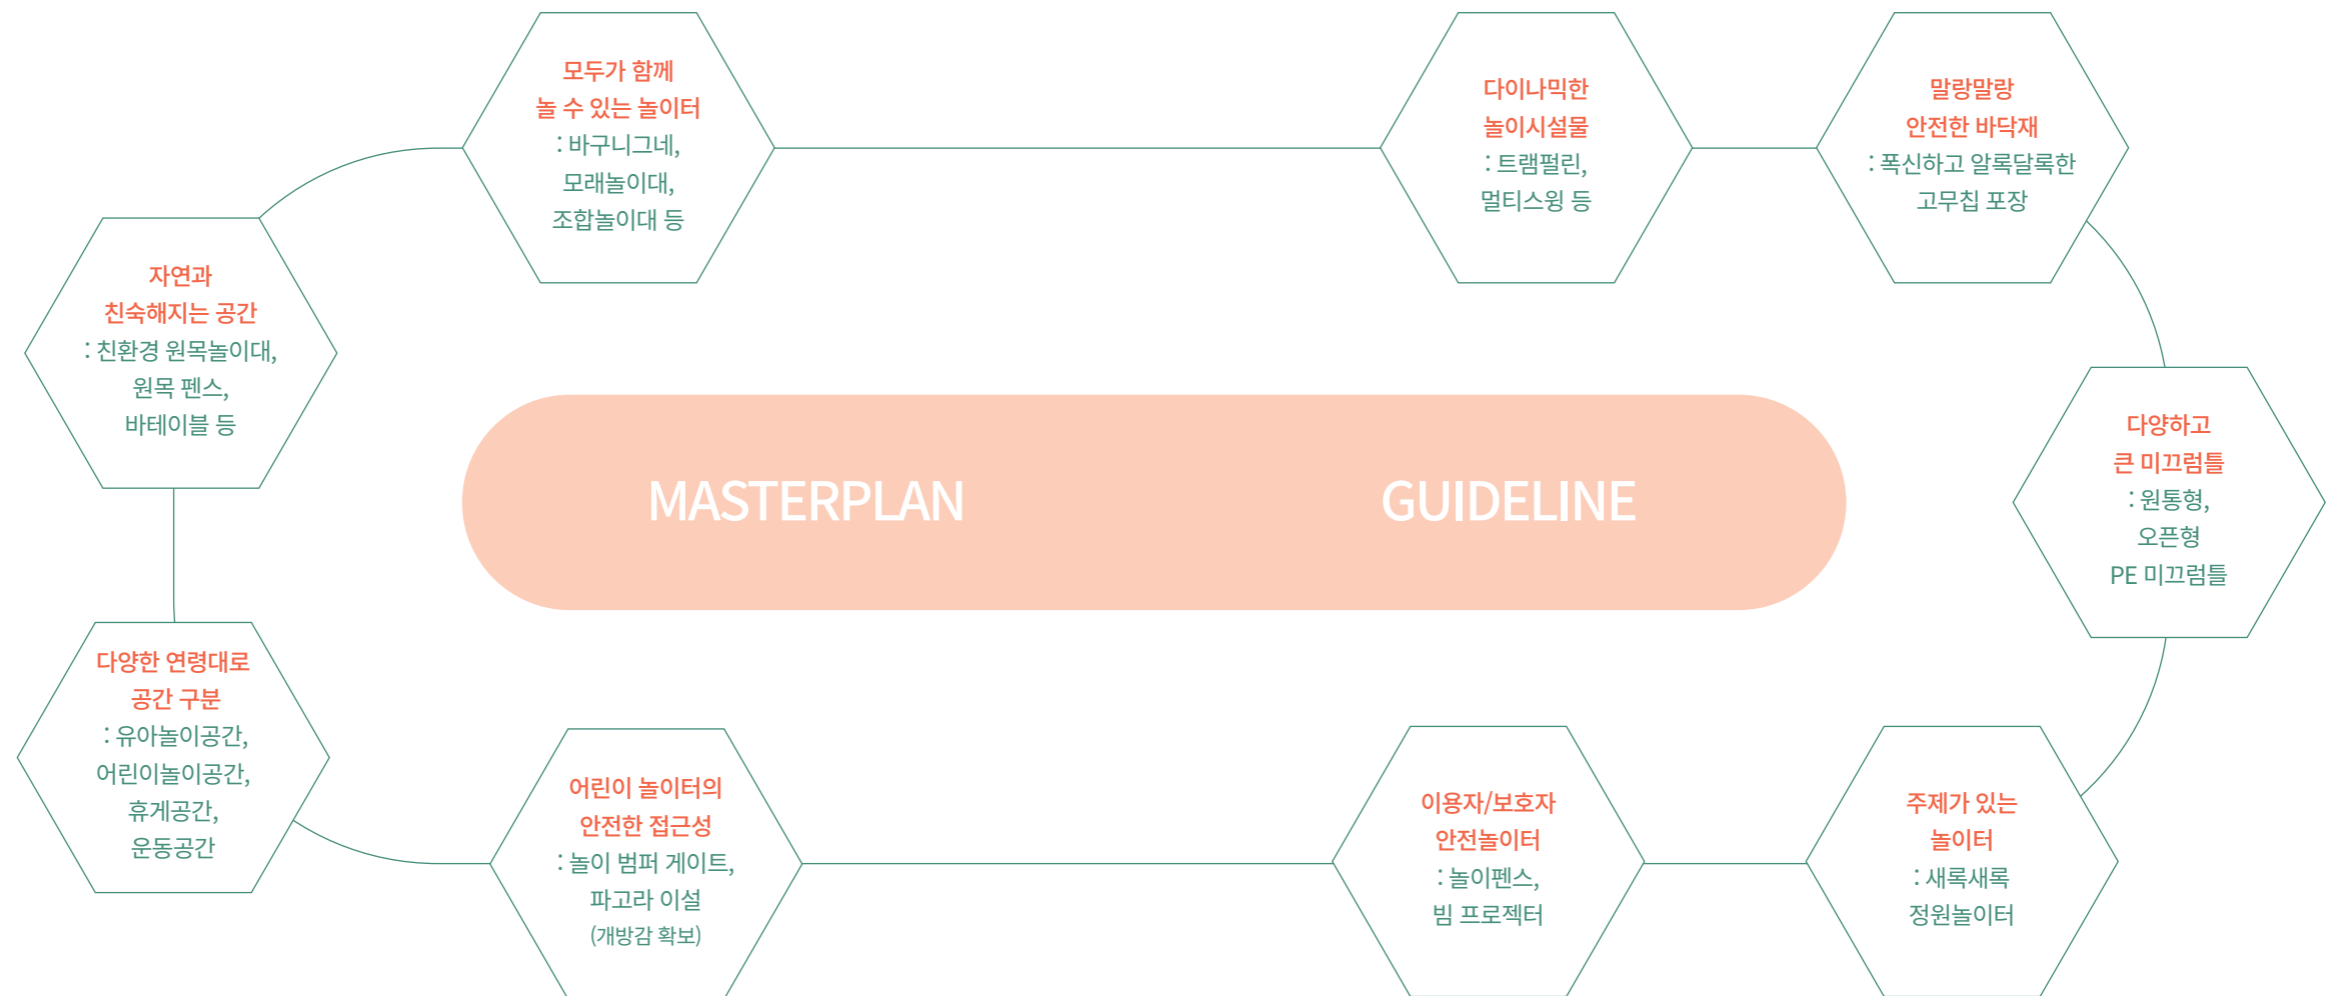 모두가 함께
놀 수 있는 놀이터
: 바구니그네,
모래놀이대,
조합놀이대 등
다이나믹한
놀이시설물
: 트램펄린,
멀티스윙 등
말랑말랑
안전한 바닥재
: 폭신하고 알록달록한
고무칩 포장
자연과
친숙해지는 공간
: 친환경 원목놀이대,
원목 펜스,
바테이블 등
MASTERPLAN GUIDELINE
다양하고
큰 미끄럼틀
: 원통형,
오픈형
PE 미끄럼틀
다양한 연령대로
공간 구분
: 유아놀이공간,
어린이놀이공간,
휴게공간,
운동공간
어린이 놀이터의
안전한 접근성
: 놀이 범퍼 게이트,
파고라 이설
(개방감 확보)
이용자/보호자
안전놀이터
: 놀이펜스,
빔 프로젝터
주제가 있는
놀이터
: 새록새록
정원놀이터